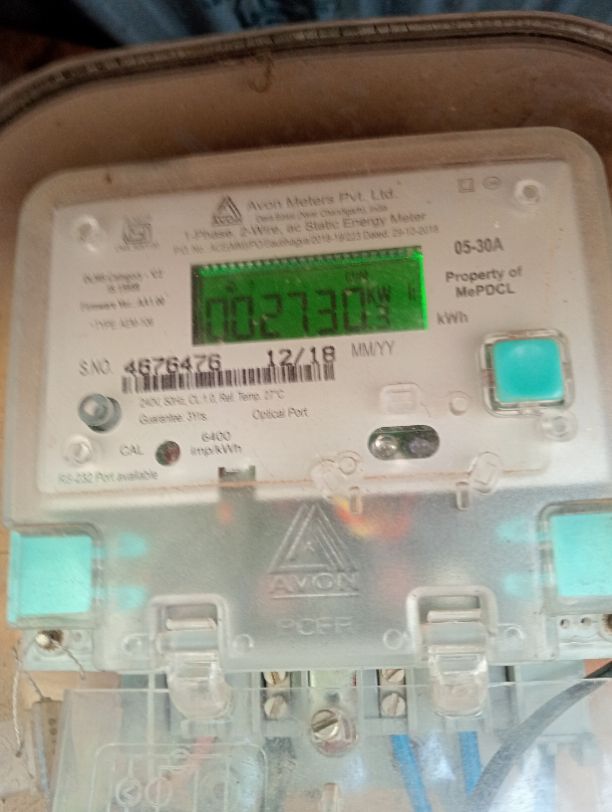 Avon Meters Pvt. Ltd.
AVON
1-Phase, 2-Wire, ac Static Energy Meter
05-30A
Property of
MePDCL
002730
KW
kWh
S.NO. 4676476 12/18 MM/YY
240V, 50Hz, CL 1.0, Ref. Temp. 27°C
Guarantee 3Yrs
Optical Port
CAL
6400
imp/kWh
RS-232 Port available
AVON